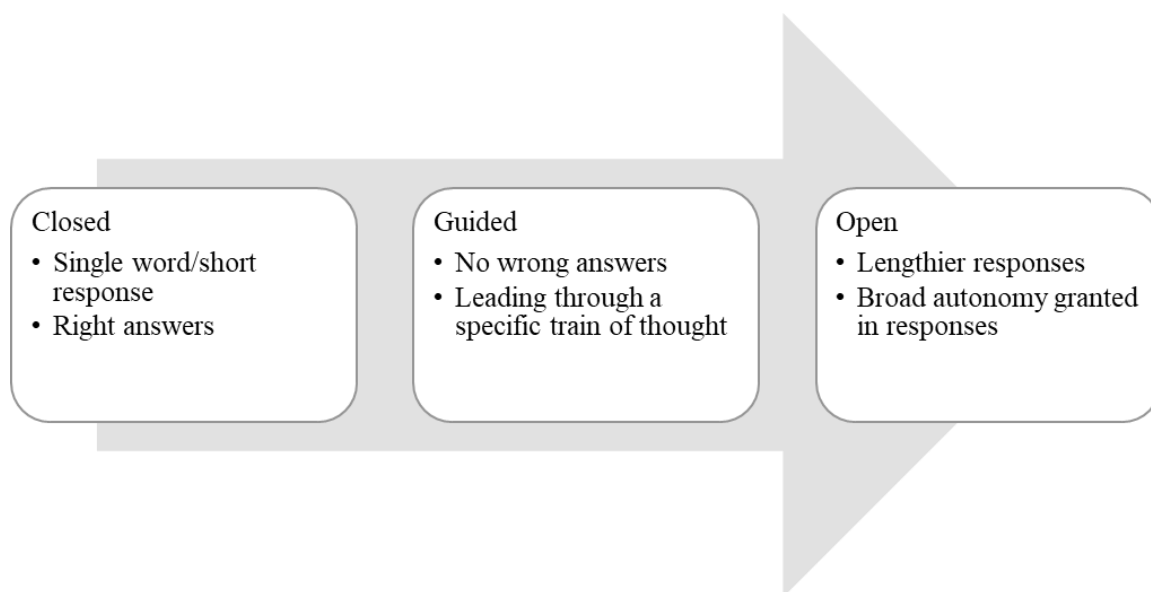 Closed
• Single word/short
response
• Right answers
Guided
• No wrong answers
• Leading through a
specific train of thought
Open
• Lengthier responses
• Broad autonomy granted
in responses